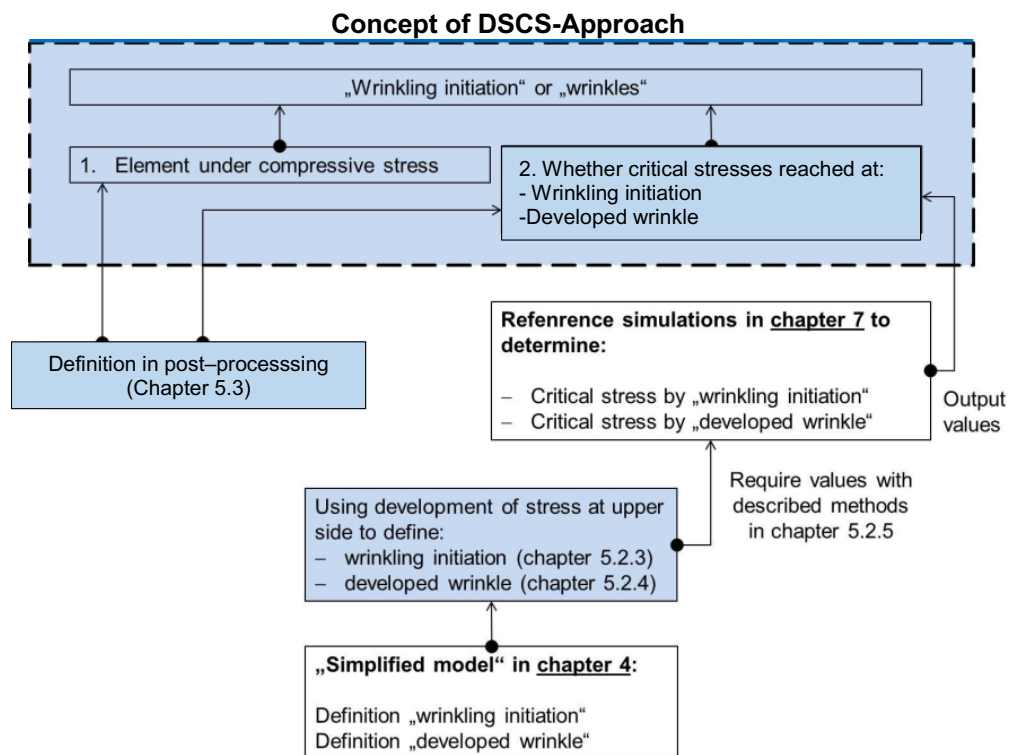 Concept of DSCS-Approach
„Wrinkling initiation“ or „wrinkles“
1. Element under compressive stress
2. Whether critical stresses reached at:
- Wrinkling initiation
-Developed wrinkle
Refenrence simulations in chapter 7 to
determine:
– Critical stress by „wrinkling initiation“
– Critical stress by „developed wrinkle“
Definition in post–processsing
(Chapter 5.3)
Output
values
Require values with
described methods
in chapter 5.2.5
Using development of stress at upper
side to define:
– wrinkling initiation (chapter 5.2.3)
– developed wrinkle (chapter 5.2.4)
„Simplified model“ in chapter 4:
Definition „wrinkling initiation“
Definition „developed wrinkle“